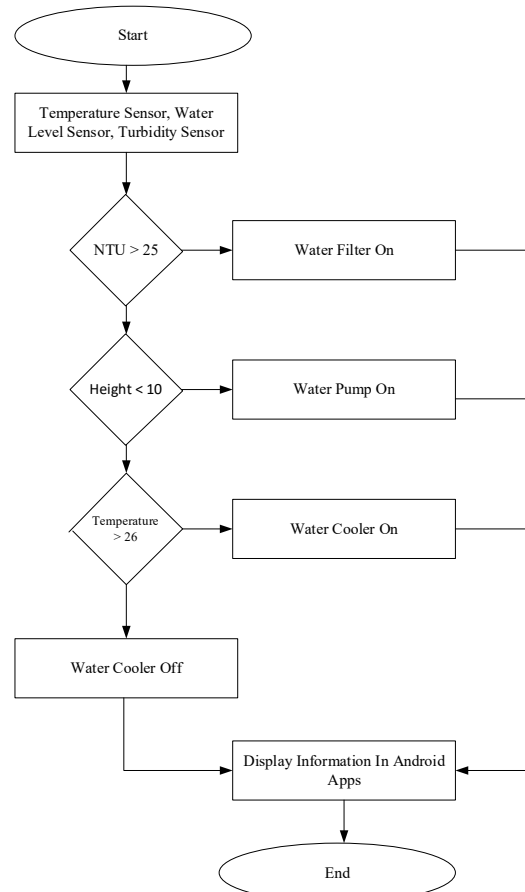 Start
Temperature Sensor, Water
Level Sensor, Turbidity Sensor
NTU > 25
Water Filter On
Height < 10
Water Pump On
Temperature
> 26
Water Cooler On
Water Cooler Off
Display Information In Android
Apps
End